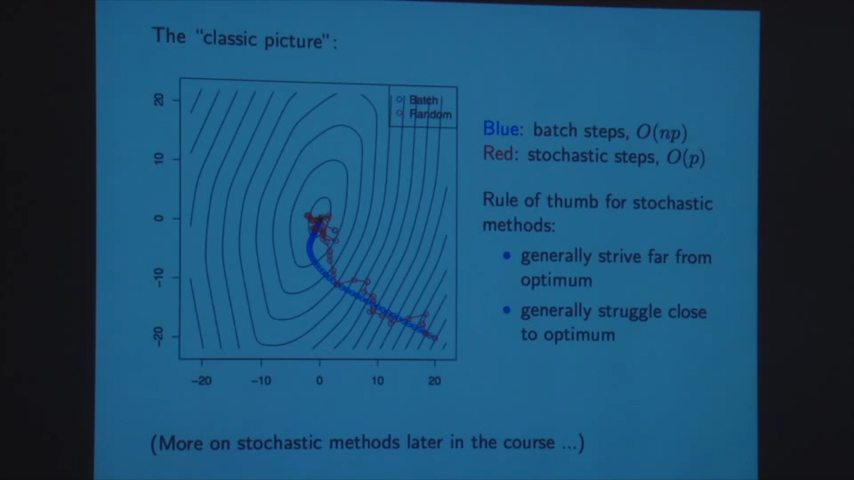 The "classic picture":
Batch
Random
Blue: batch steps, O(np)
Red: stochastic steps, O(p)
Rule of thumb for stochastic
methods:
• generally strive far from
optimum
• generally struggle close
to optimum
20
10
0
-10
-20
-20 -10 0 10 20
(More on stochastic methods later in the course ...)